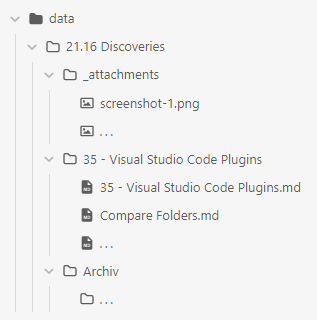 data
21.16 Discoveries
_attachments
screenshot-1.png
...
35 - Visual Studio Code Plugins
35 - Visual Studio Code Plugins.md
Compare Folders.md
...
Archiv
...